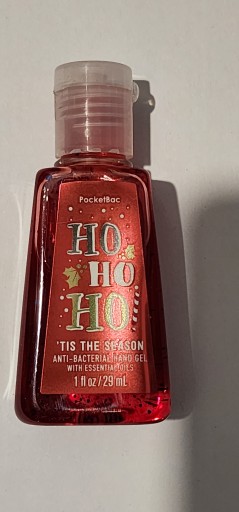 PocketBac
HO
HO
HO
'TIS THE SEASON
ANTI-BACTERIAL HAND GEL
WITH ESSENTIAL OILS
1 fl oz / 29 mL